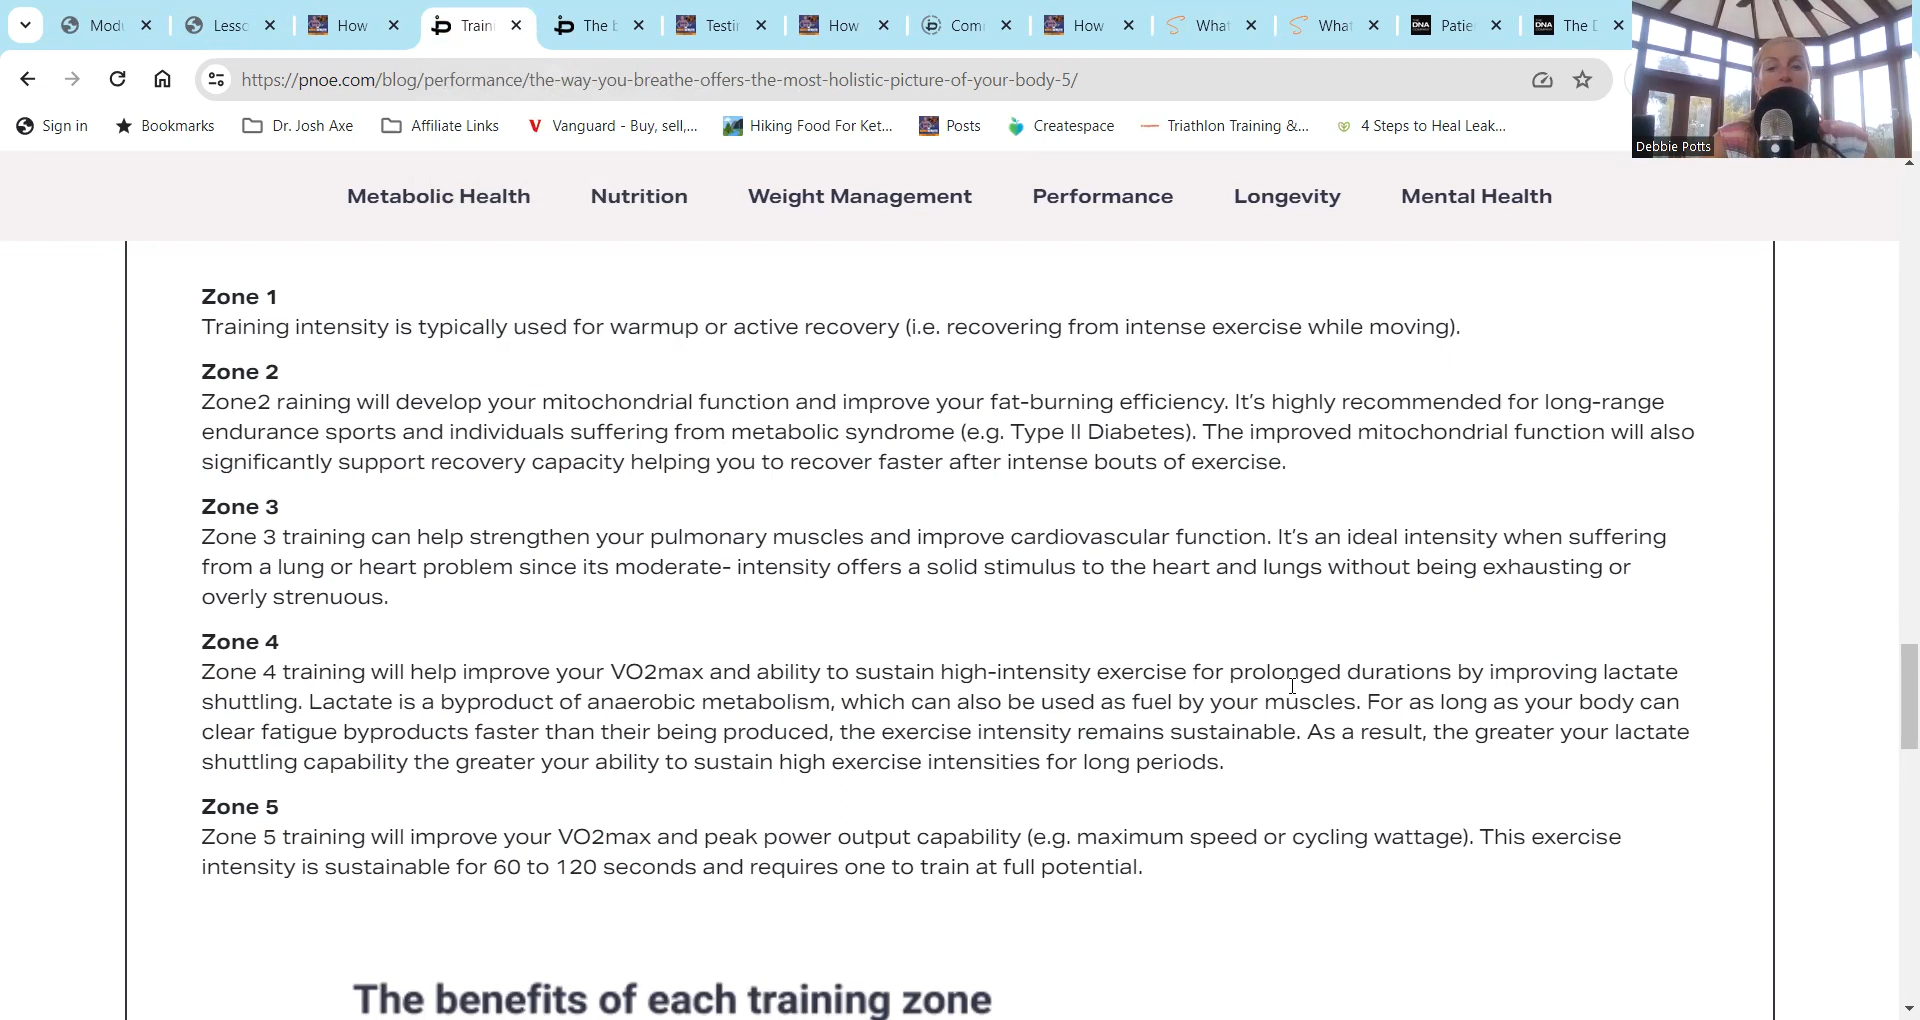 Modu
Lesso
How
Traini
The b
Testir
How
Com
How
What
What
DNA
Patie
DNA
The D
https://pnoe.com/blog/performance/the-way-you-breathe-offers-the-most-holistic-picture-of-your-body-5/
Sign in
Bookmarks
Dr. Josh Axe
Affiliate Links
Vanguard - Buy, sell,...
Hiking Food For Ket...
Posts
Createspace
Triathlon Training &...
4 Steps to Heal Leak...
Debbie Potts
Metabolic Health
Nutrition
Weight Management
Performance
Longevity
Mental Health
Zone 1
Training intensity is typically used for warmup or active recovery (i.e. recovering from intense exercise while moving).
Zone 2
Zone2 raining will develop your mitochondrial function and improve your fat-burning efficiency. It’s highly recommended for long-range
endurance sports and individuals suffering from metabolic syndrome (e.g. Type II Diabetes). The improved mitochondrial function will also
significantly support recovery capacity helping you to recover faster after intense bouts of exercise.
Zone 3
Zone 3 training can help strengthen your pulmonary muscles and improve cardiovascular function. It’s an ideal intensity when suffering
from a lung or heart problem since its moderate- intensity offers a solid stimulus to the heart and lungs without being exhausting or
overly strenuous.
Zone 4
Zone 4 training will help improve your VO2max and ability to sustain high-intensity exercise for prolonged durations by improving lactate
shuttling. Lactate is a byproduct of anaerobic metabolism, which can also be used as fuel by your muscles. For as long as your body can
clear fatigue byproducts faster than their being produced, the exercise intensity remains sustainable. As a result, the greater your lactate
shuttling capability the greater your ability to sustain high exercise intensities for long periods.
Zone 5
Zone 5 training will improve your VO2max and peak power output capability (e.g. maximum speed or cycling wattage). This exercise
intensity is sustainable for 60 to 120 seconds and requires one to train at full potential.
The benefits of each training zone